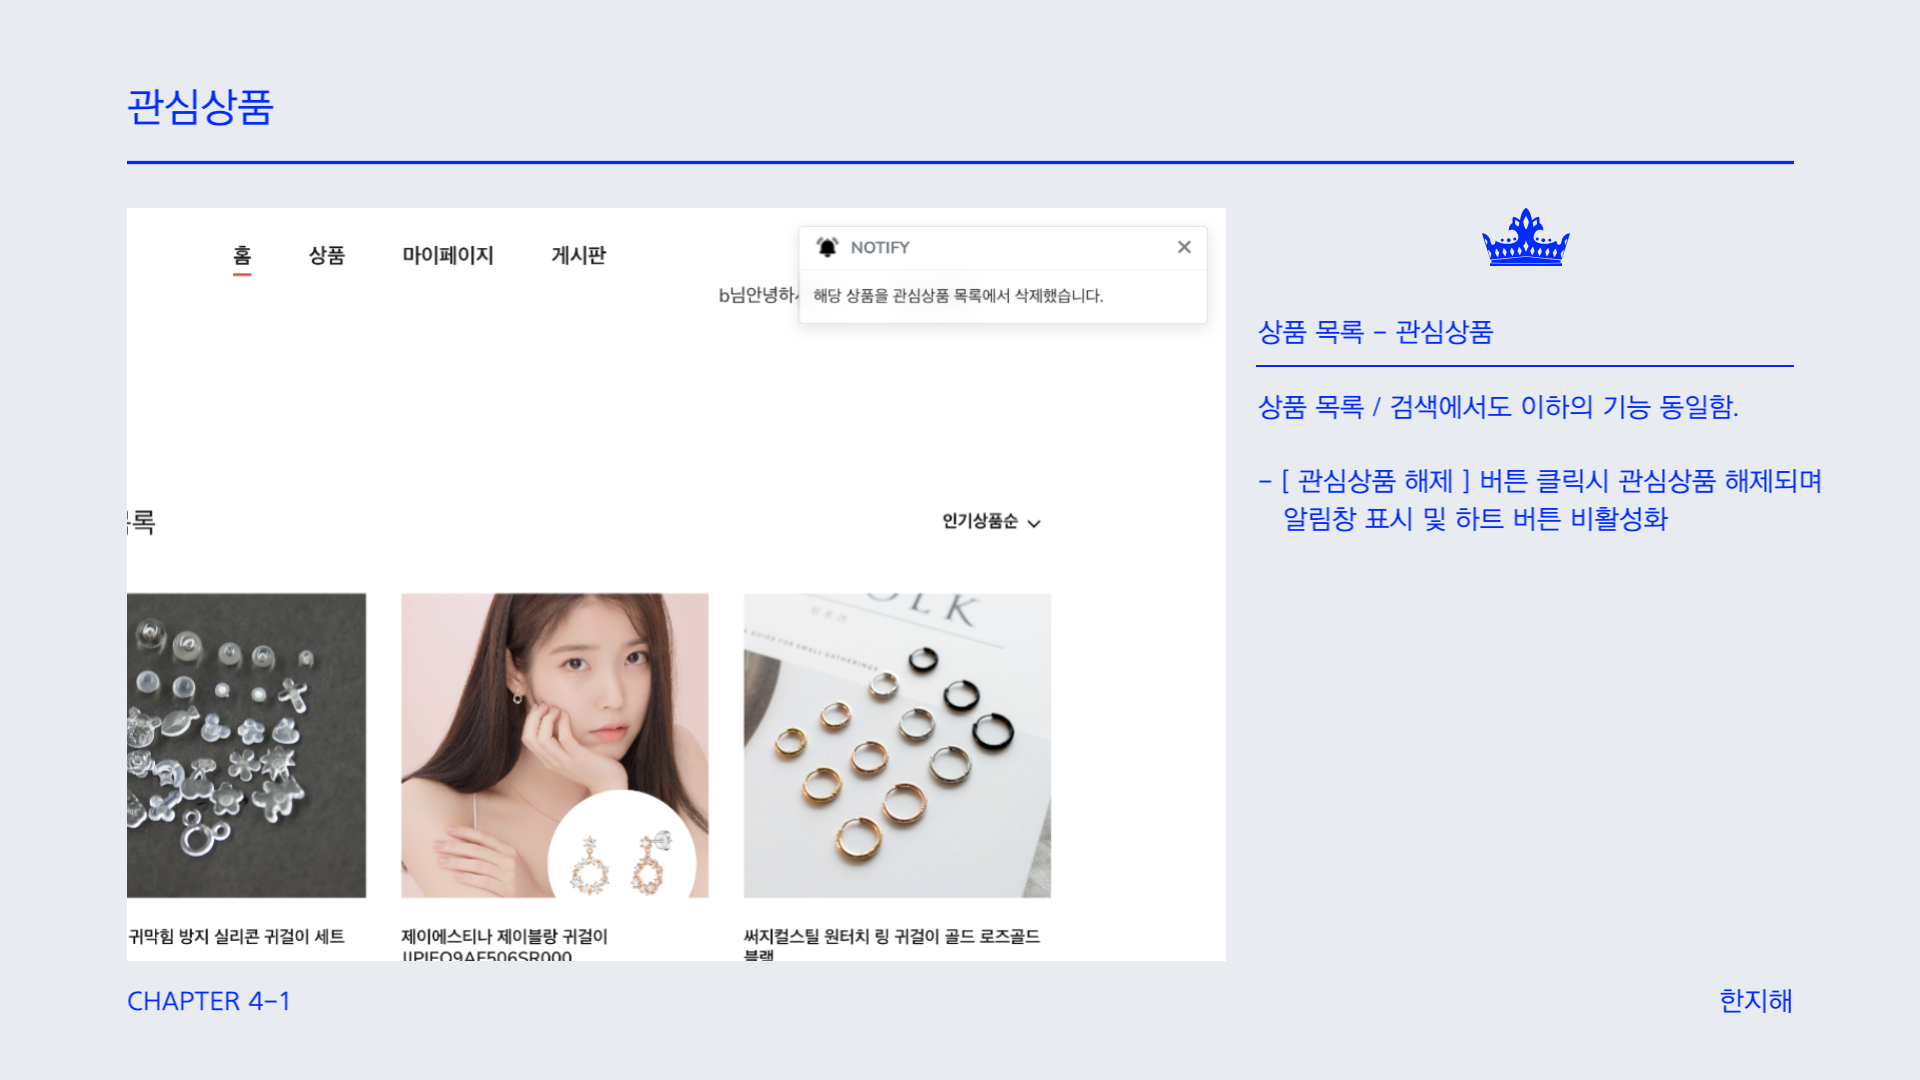 관심상품
홈 상품 마이페이지 게시판
NOTIFY
b님안녕하
해당 상품을 관심상품 목록에서 삭제했습니다.
상품 목록 - 관심상품
상품 목록 / 검색에서도 이하의 기능 동일함.
- [ 관심상품 해제 ] 버튼 클릭시 관심상품 해제되며
알림창 표시 및 하트 버튼 비활성화
록
인기상품순
LK
GUIDE FOR SMALL GATHERINGS
귀막힘 방지 실리콘 귀걸이 세트
제이에스티나 제이블랑 귀걸이
써지컬스틸 원터치 링 귀걸이 골드 로즈골드
블랙
CHAPTER 4-1
한지해